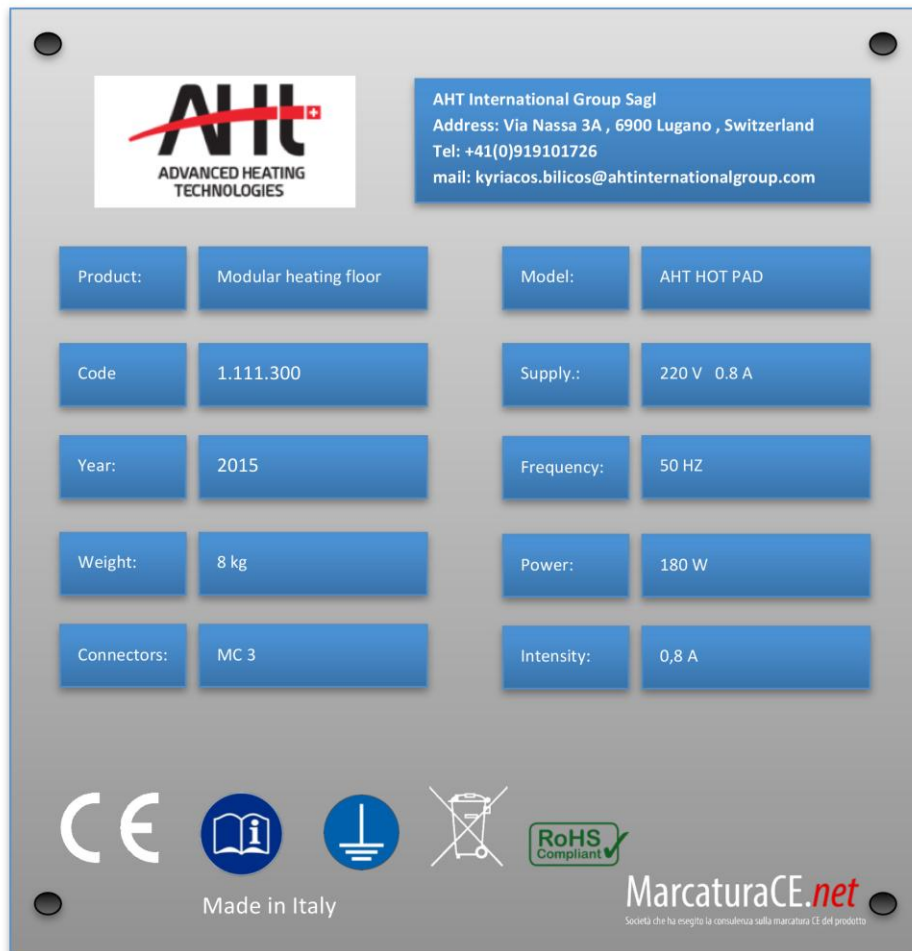 AHt
ADVANCED HEATING
TECHNOLOGIES
AHT International Group Sagl
Address: Via Nassa 3A , 6900 Lugano , Switzerland
Tel: +41(0)919101726
mail: kyriacos.bilicos@ahtinternationalgroup.com
Product: Modular heating floor
Model: AHT HOT PAD
Code 1.111.300
Supply.: 220 V 0.8 A
Year: 2015
Frequency: 50 HZ
Weight: 8 kg
Power: 180 W
Connectors: MC 3
Intensity: 0,8 A
CE
i
RoHS
Compliant
Made in Italy
MarcaturaCE.net
Società che ha esegito la consulenza sulla marcatura CE del prodotto